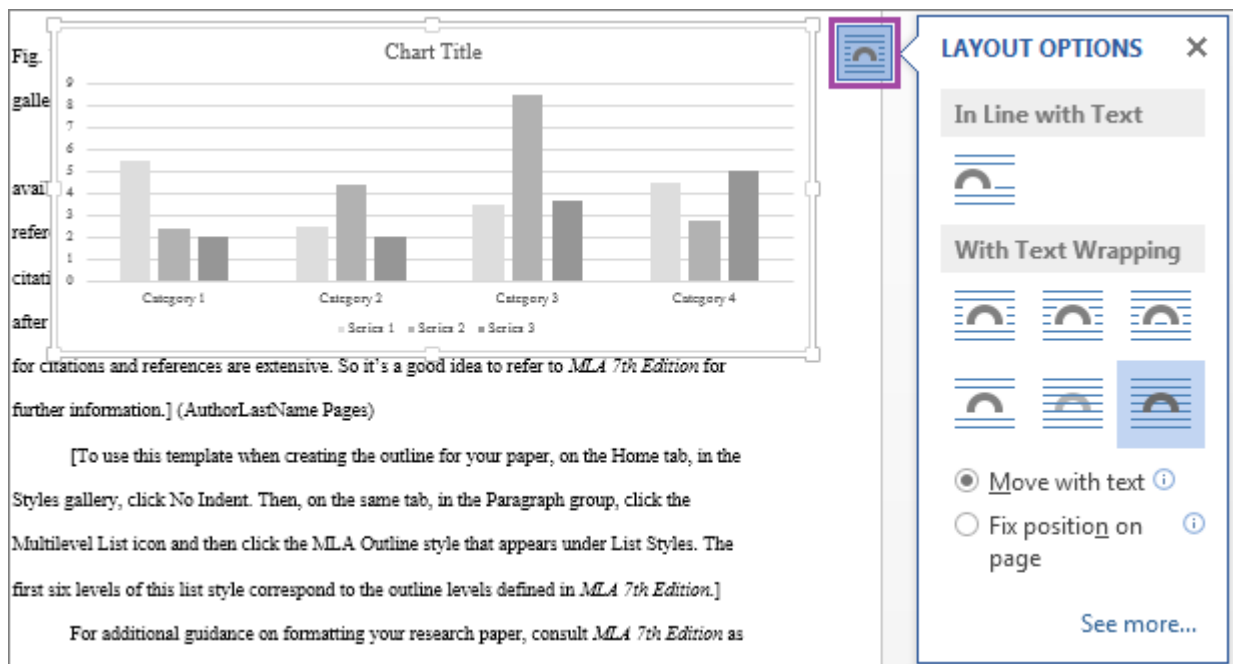 Fig.
galle
avail
refer
citati
after
Chart Title
9
8
7
6
5
4
3
2
1
0
Category 1 Category 2 Category 3 Category 4
Series 1 Series 2 Series 3
for citations and references are extensive. So it’s a good idea to refer to MLA 7th Edition for
further information.] (AuthorLastName Pages)
[To use this template when creating the outline for your paper, on the Home tab, in the
Styles gallery, click No Indent. Then, on the same tab, in the Paragraph group, click the
Multilevel List icon and then click the MLA Outline style that appears under List Styles. The
first six levels of this list style correspond to the outline levels defined in MLA 7th Edition.]
For additional guidance on formatting your research paper, consult MLA 7th Edition as
LAYOUT OPTIONS
In Line with Text
With Text Wrapping
Move with text
Fix position on
page
See more...